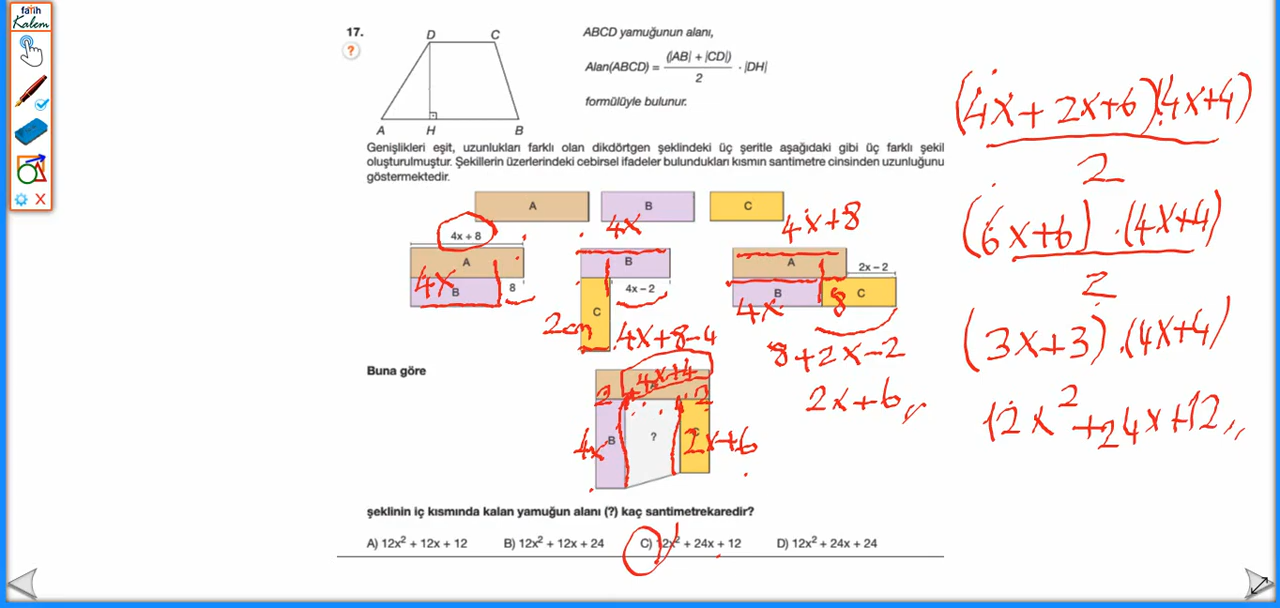 fatih
Kalem
17.
?
D C
A H B
ABCD yamuğunun alanı,
Alan(ABCD) = (|AB| + |CD|) / 2 · |DH|
formülüyle bulunur.
Genişlikleri eşit, uzunlukları farklı olan dikdörtgen şeklindeki üç şeritle aşağıdaki gibi üç farklı şekil
oluşturulmuştur. Şekillerin üzerlerindeki cebirsel ifadeler bulundukları kısmın santimetre cinsinden uzunluğunu
göstermektedir.
A B C
4x + 8
A
4x B 8
4x
B
4x – 2
C
2cm
4x+8
A 2x – 2
B C
4x 8
8+2x-2
2x+6
Buna göre
4x+8-4
4x+4
2 2
4x B ? 2x+6
şeklinin iç kısmında kalan yamuğun alanı (?) kaç santimetrekaredir?
A) 12x² + 12x + 12 B) 12x² + 12x + 24 C) 12x² + 24x + 12 D) 12x² + 24x + 24
(4x+2x+6)(4x+4)
2
(6x+6).(4x+4)
2
(3x+3).(4x+4)
12x²+24x+12